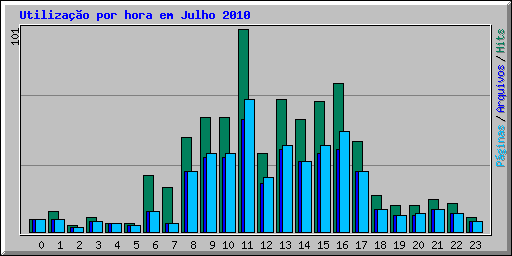 Utilização por hora em Julho 2010
101
Páginas / Arquivos / Hits
0 1 2 3 4 5 6 7 8 9 10 11 12 13 14 15 16 17 18 19 20 21 22 23